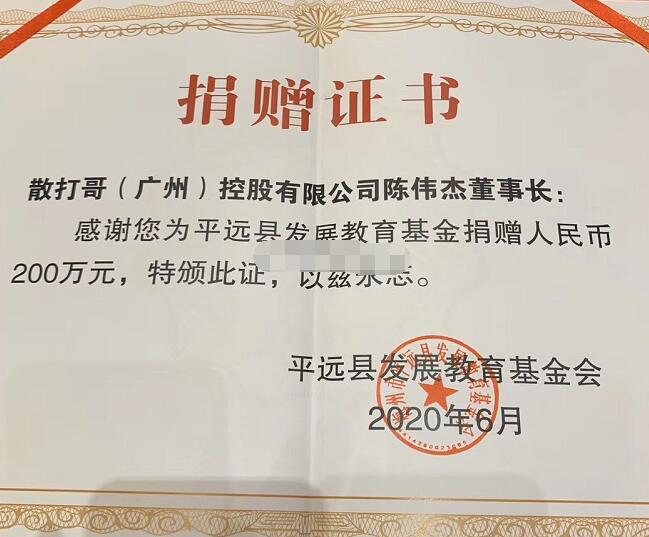 捐赠证书
散打哥（广州）控股有限公司陈伟杰董事长：
感谢您为平远县发展教育基金捐赠人民币
200万元，特颁此证，以兹永志。
平远县发展教育基金会
2020年6月